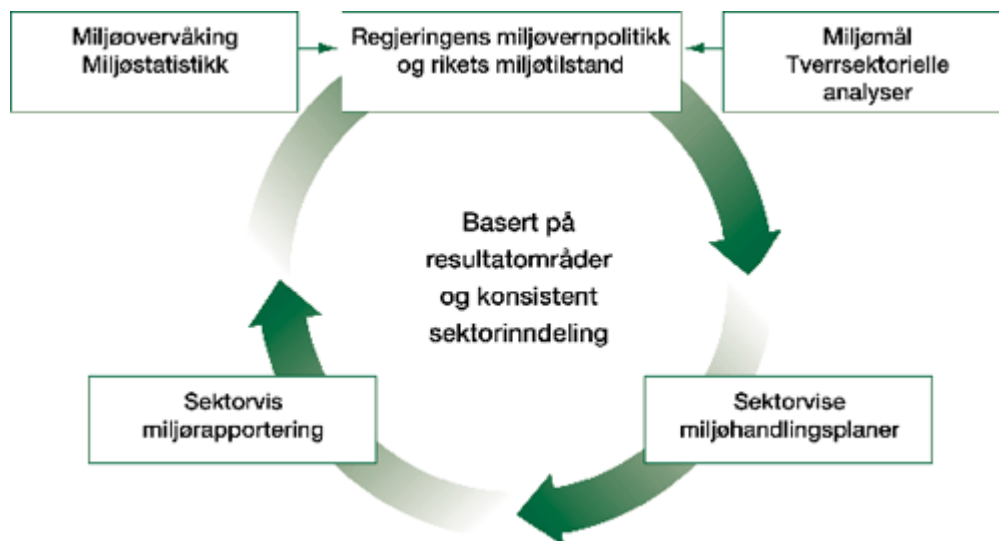 Miljøovervåking
Miljøstatistikk
Regjeringens miljøvernpolitikk
og rikets miljøtilstand
Miljømål
Tverrsektorielle
analyser
Basert på
resultatområder
og konsistent
sektorinndeling
Sektorvis
miljørapportering
Sektorvise
miljøhandlingsplaner